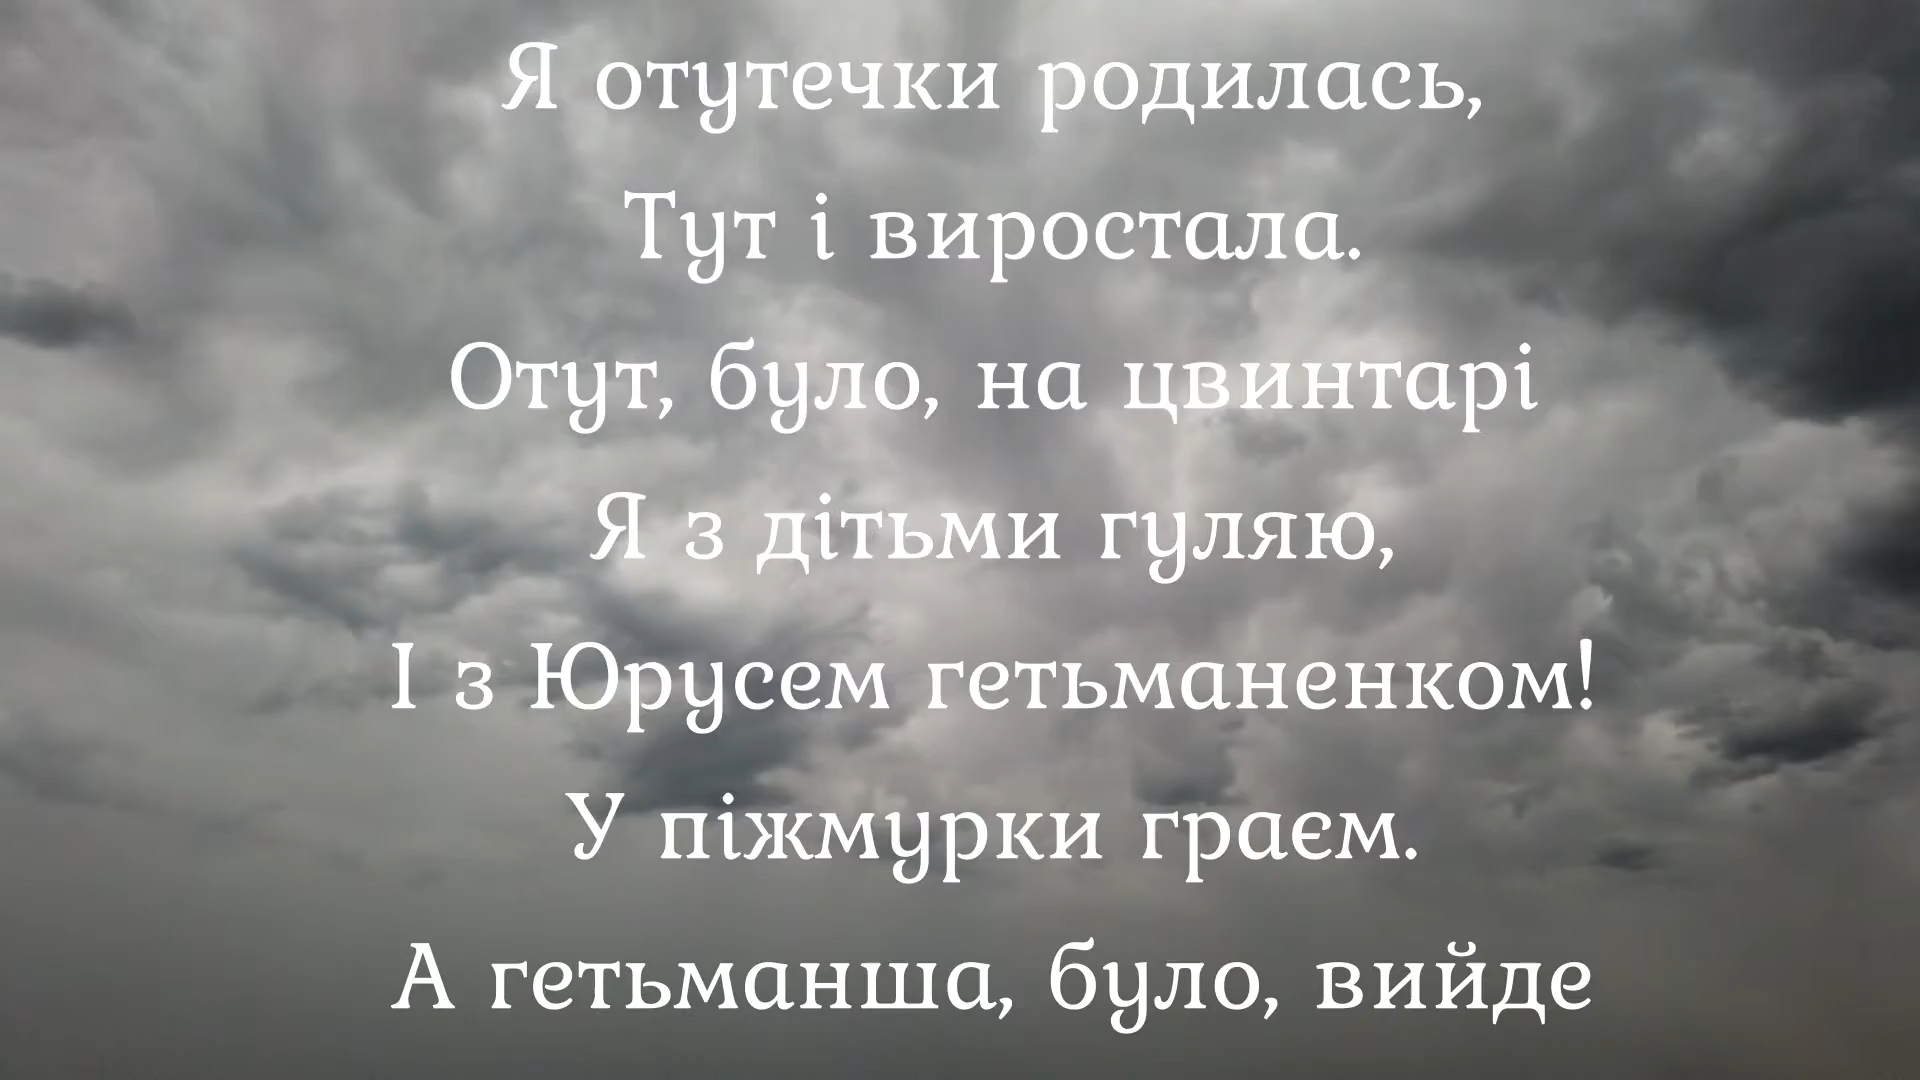 Я отутечки родилась,
Тут і виростала.
Отут, було, на цвинтарі
Я з дітьми гуляю,
І з Юрусем гетьманенком!
У піжмурки граєм.
А гетьманша, було, вийде